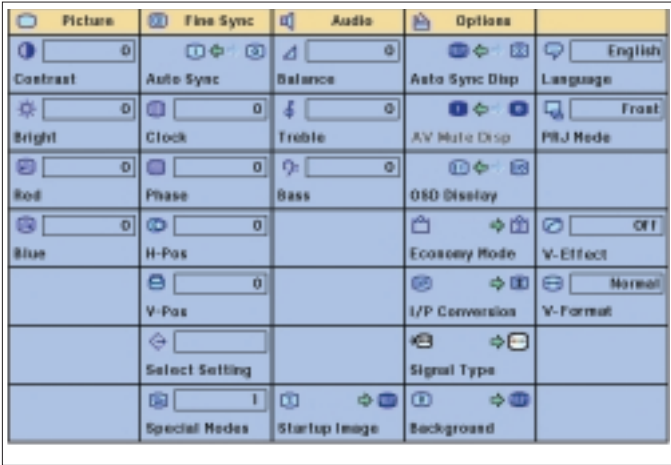 Picture Fine Sync Audio Options
0 0 English
Contrast Auto Sync Balance Auto Sync Disp Language
0 0 0 Front
Bright Clock Treble AV Mute Disp PRJ Mode
0 0 0
Red Phase Bass OSD Display
0 0 Off
Blue H-Pos Economy Mode V-Effect
0 Normal
V-Pos I/P Conversion V-Format
Select Setting Signal Type
1
Special Modes Startup Image Background